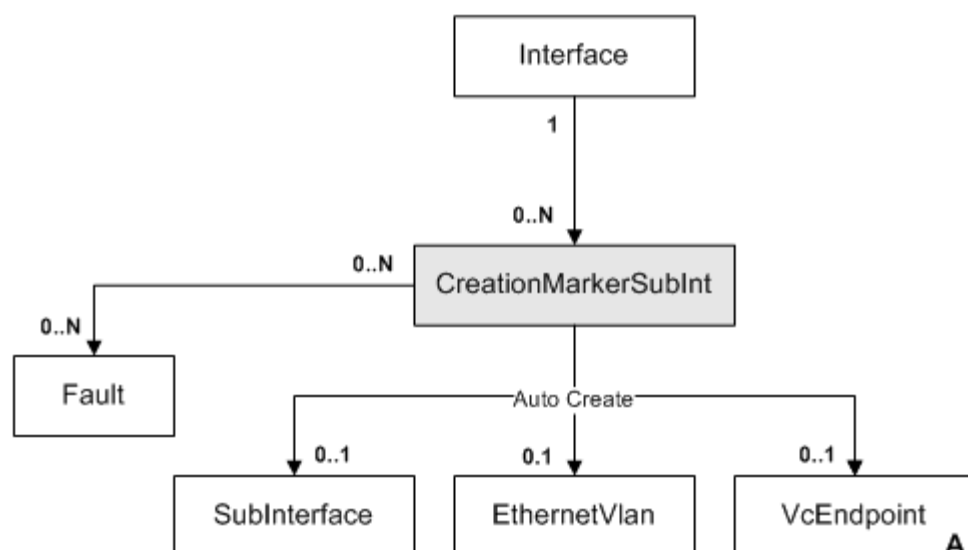 Interface
1
0..N
CreationMarkerSubInt
0..N
0..N
Fault
Auto Create
0..1
0.1
0..1
SubInterface
EthernetVlan
VcEndpoint
A